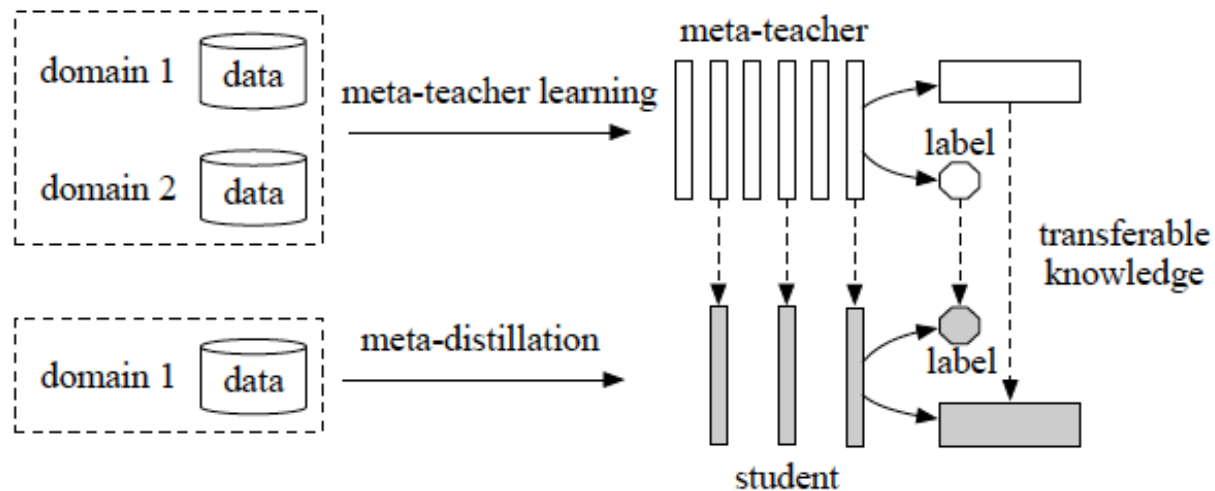 meta-teacher
domain 1
data
meta-teacher learning
label
domain 2
data
transferable
knowledge
domain 1
data
meta-distillation
label
student